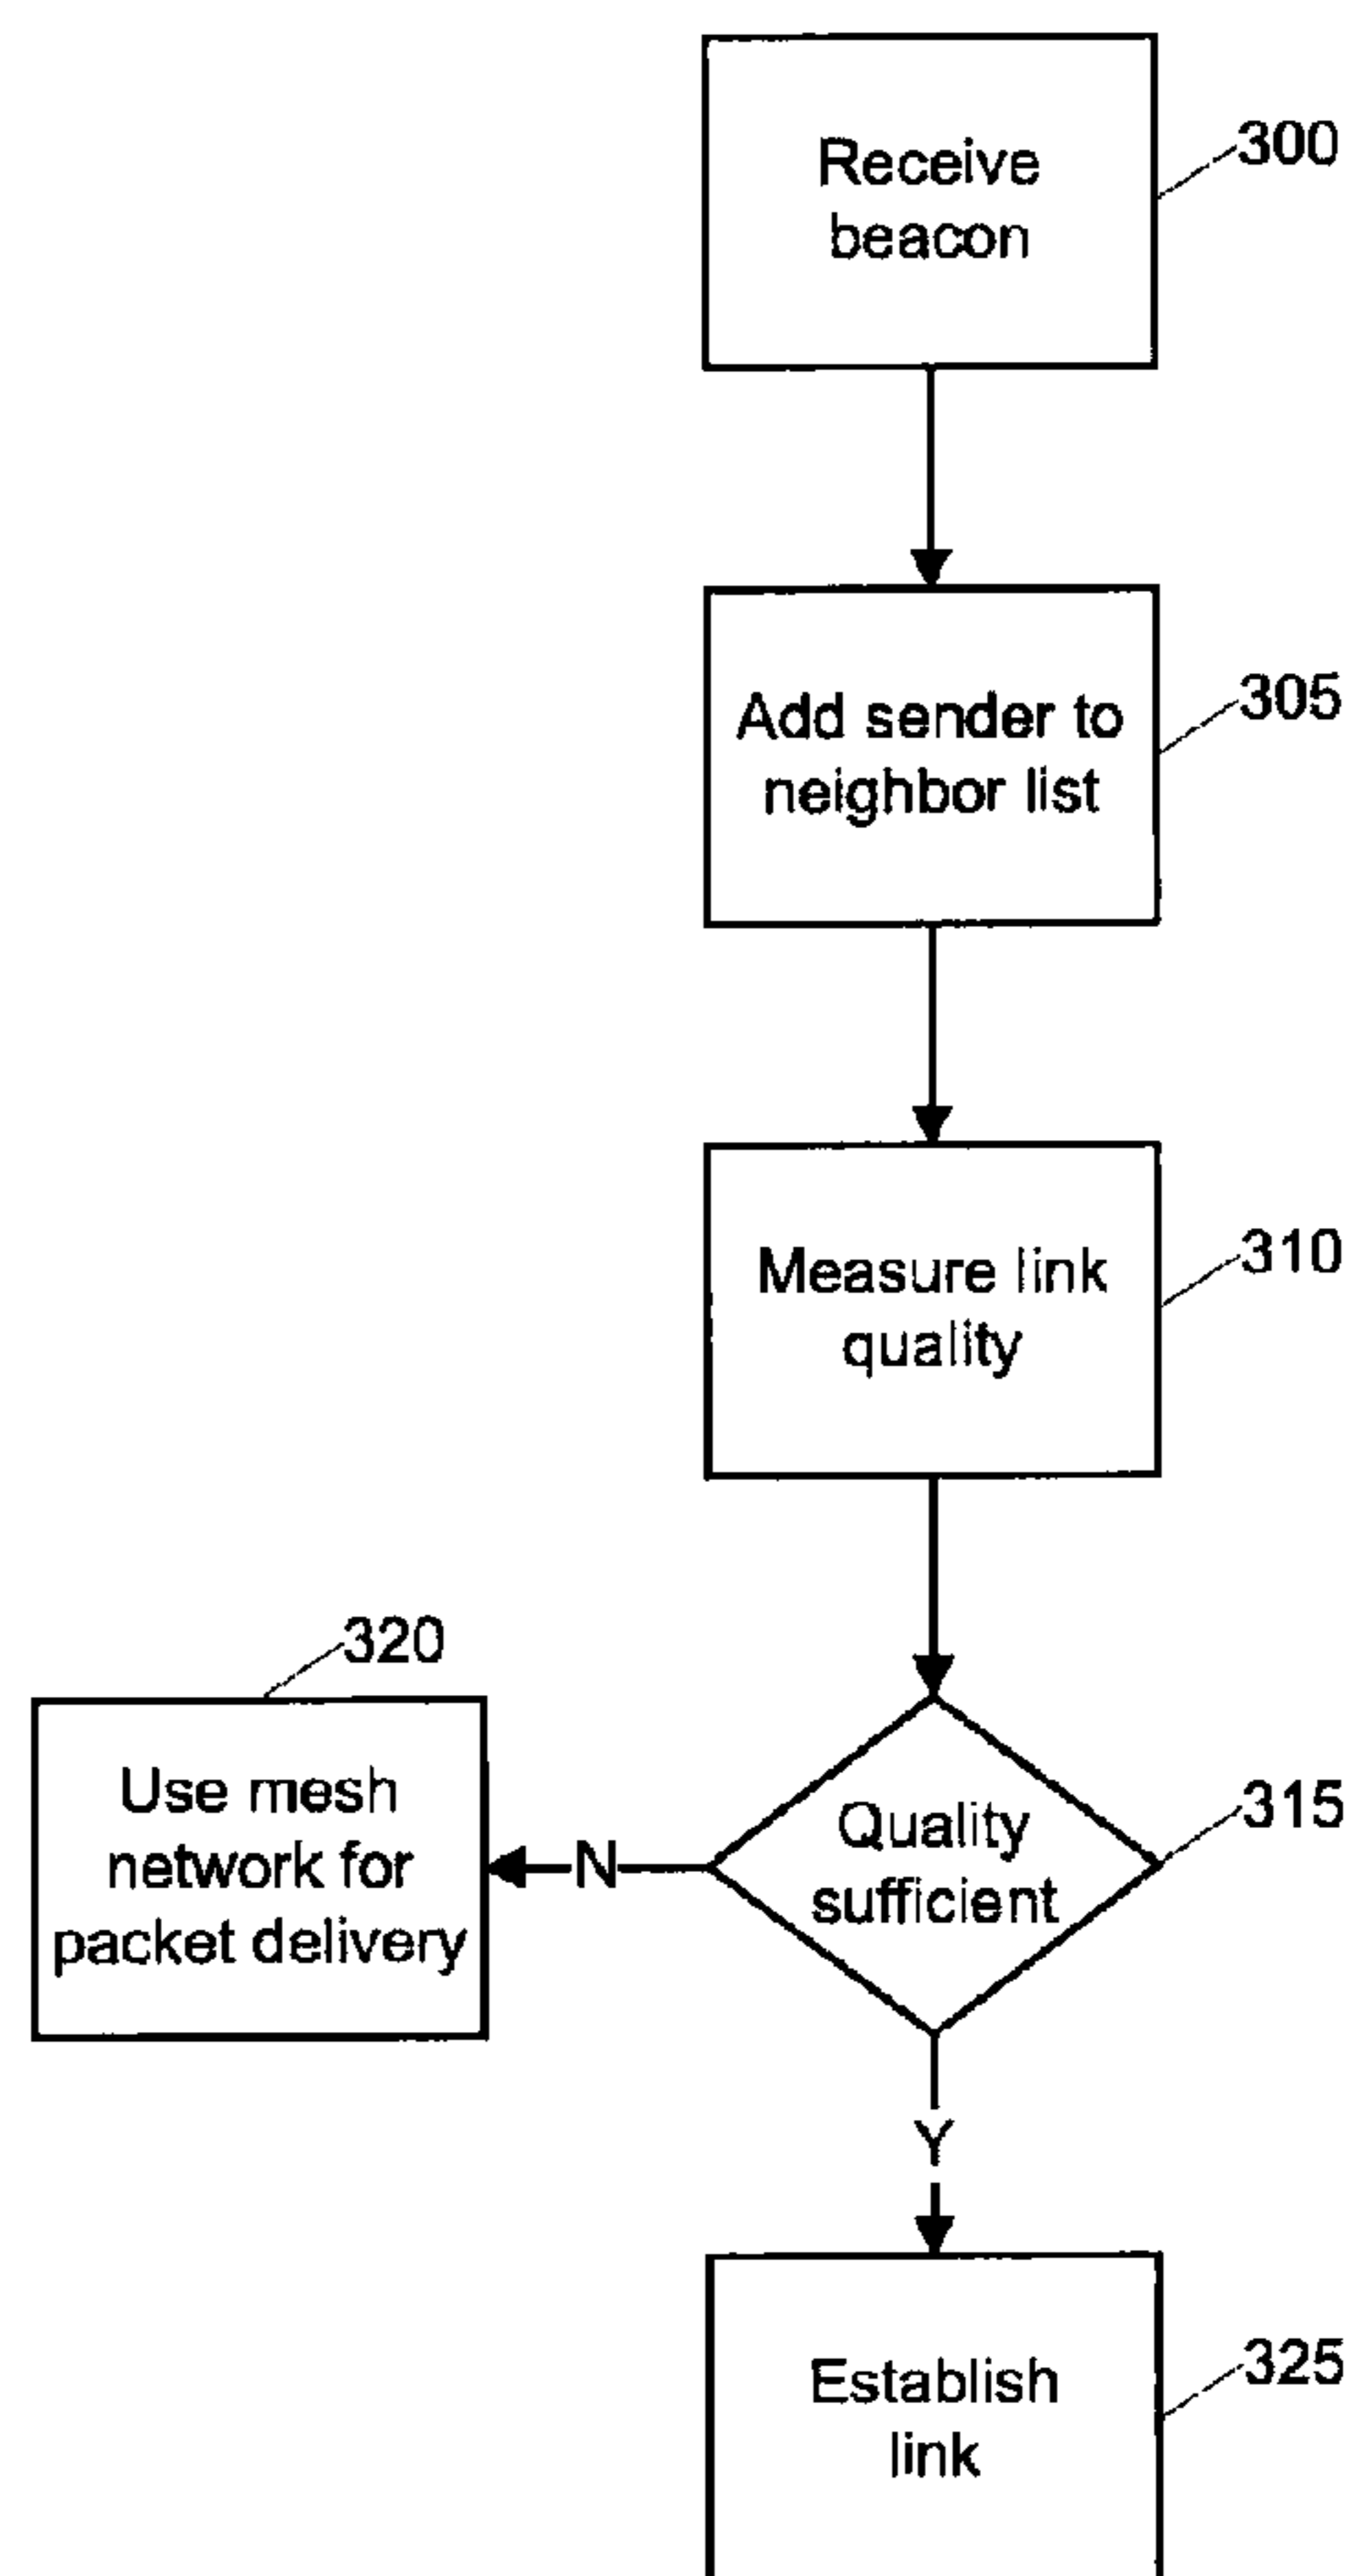 Receive
beacon
300
Add sender to
neighbor list
305
Measure link
quality
310
320
Use mesh
network for
packet delivery
N
Quality
sufficient
315
Y
Establish
link
325